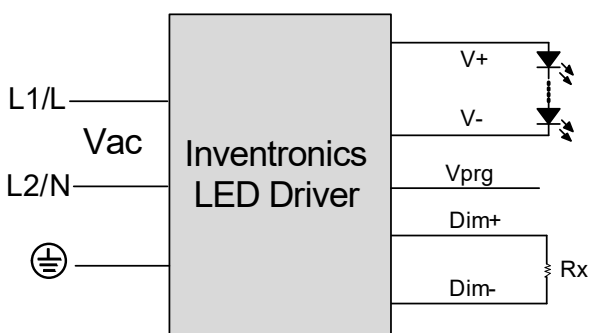 L1/L
Vac
L2/N
Inventronics
LED Driver
V+
V-
Vprg
Dim+
Dim-
Rx